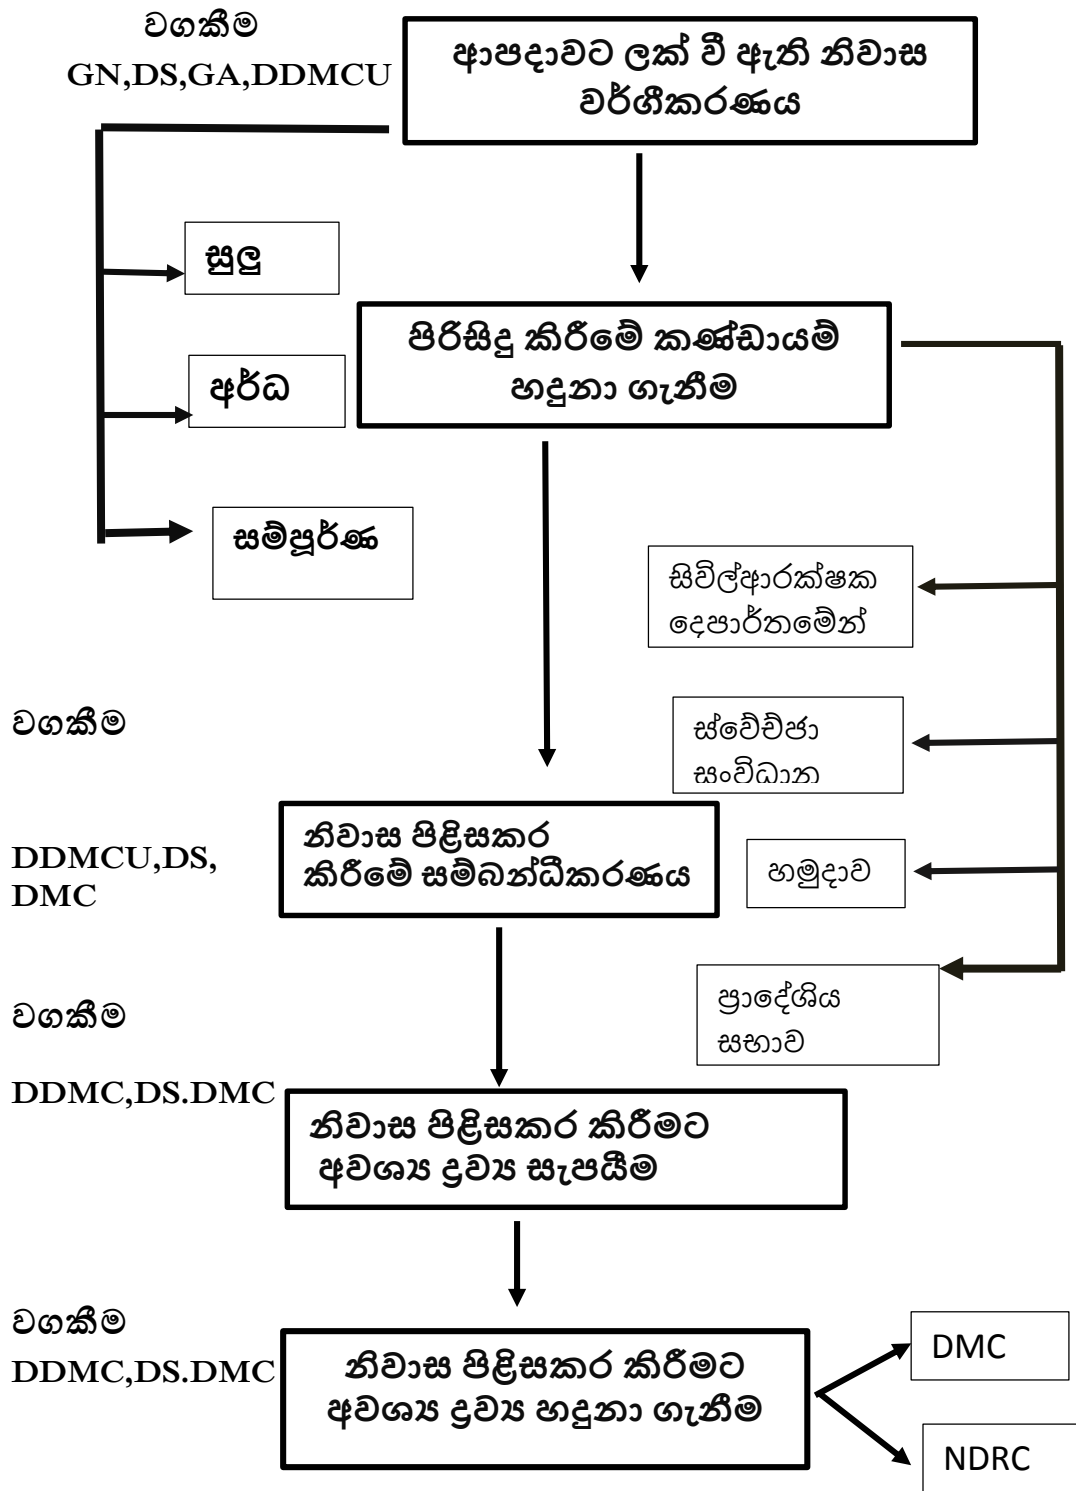 වගකීම
GN,DS,GA,DDMCU
ආපදාවට ලක් වී ඇති නිවාස
වර්ගීකරණය
සුලු
පිරිසිදු කිරීමේ කණ්ඩායම්
හදුනා ගැනීම
අර්ධ
සම්පූර්ණ
සිවිල්ආරක්ෂක
දෙපාර්තමේන්
වගකීම
ස්වේච්ජා
සංවිධාන
නිවාස පිළිසකර
කිරීමේ සම්බන්ධීකරණය
DDMCU,DS,
DMC
හමුදාව
ප්‍රාදේශිය
සභාව
වගකීම
DDMC,DS.DMC
නිවාස පිළිසකර කිරීමට
අවශ්‍ය ද්‍රව්‍ය සැපයීම
වගකීම
DDMC,DS.DMC
නිවාස පිළිසකර කිරීමට
අවශ්‍ය ද්‍රව්‍ය හදුනා ගැනීම
DMC
NDRC